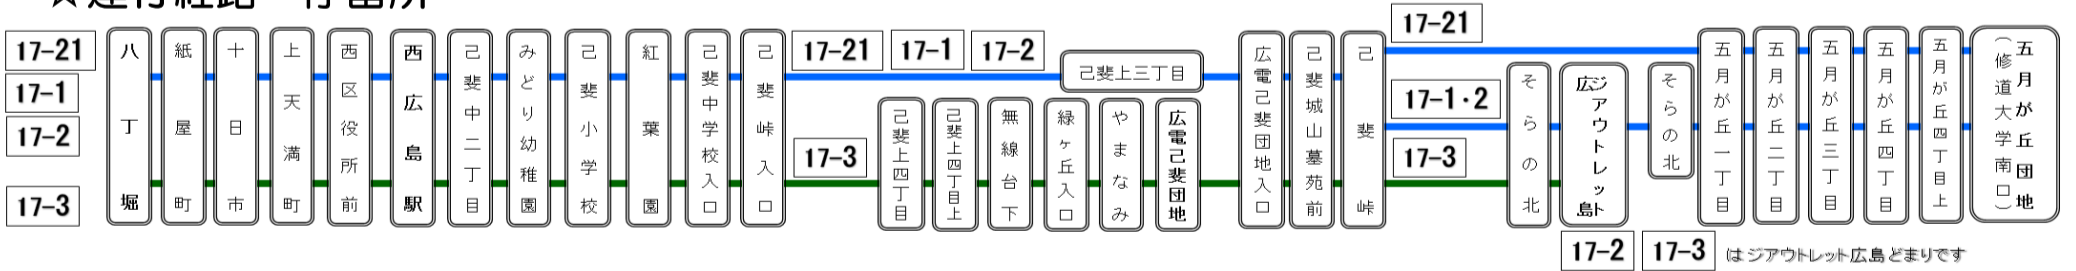 ★運行経路・停留所
17-21
17-1
17-2
17-3
八丁堀
紙屋町
十日市
上天満町
西区役所前
西広島駅
己斐中二丁目
みどり幼稚園
己斐小学校
紅葉園
己斐中学校入口
己斐峠入口
17-21
17-1
17-2
己斐上三丁目
17-3
己斐上四丁目
己斐上四丁目上
無線台下
緑ヶ丘入口
やまなみ
広電己斐団地
広電己斐団地入口
己斐城山墓苑前
己斐峠
17-21
17-1・2
17-3
そらの北
ジアウトレット広島
そらの北
五月が丘一丁目
五月が丘二丁目
五月が丘三丁目
五月が丘四丁目
五月が丘四丁目上
五月が丘団地
(修道大学南口)
17-2
17-3
はジアウトレット広島どまりです